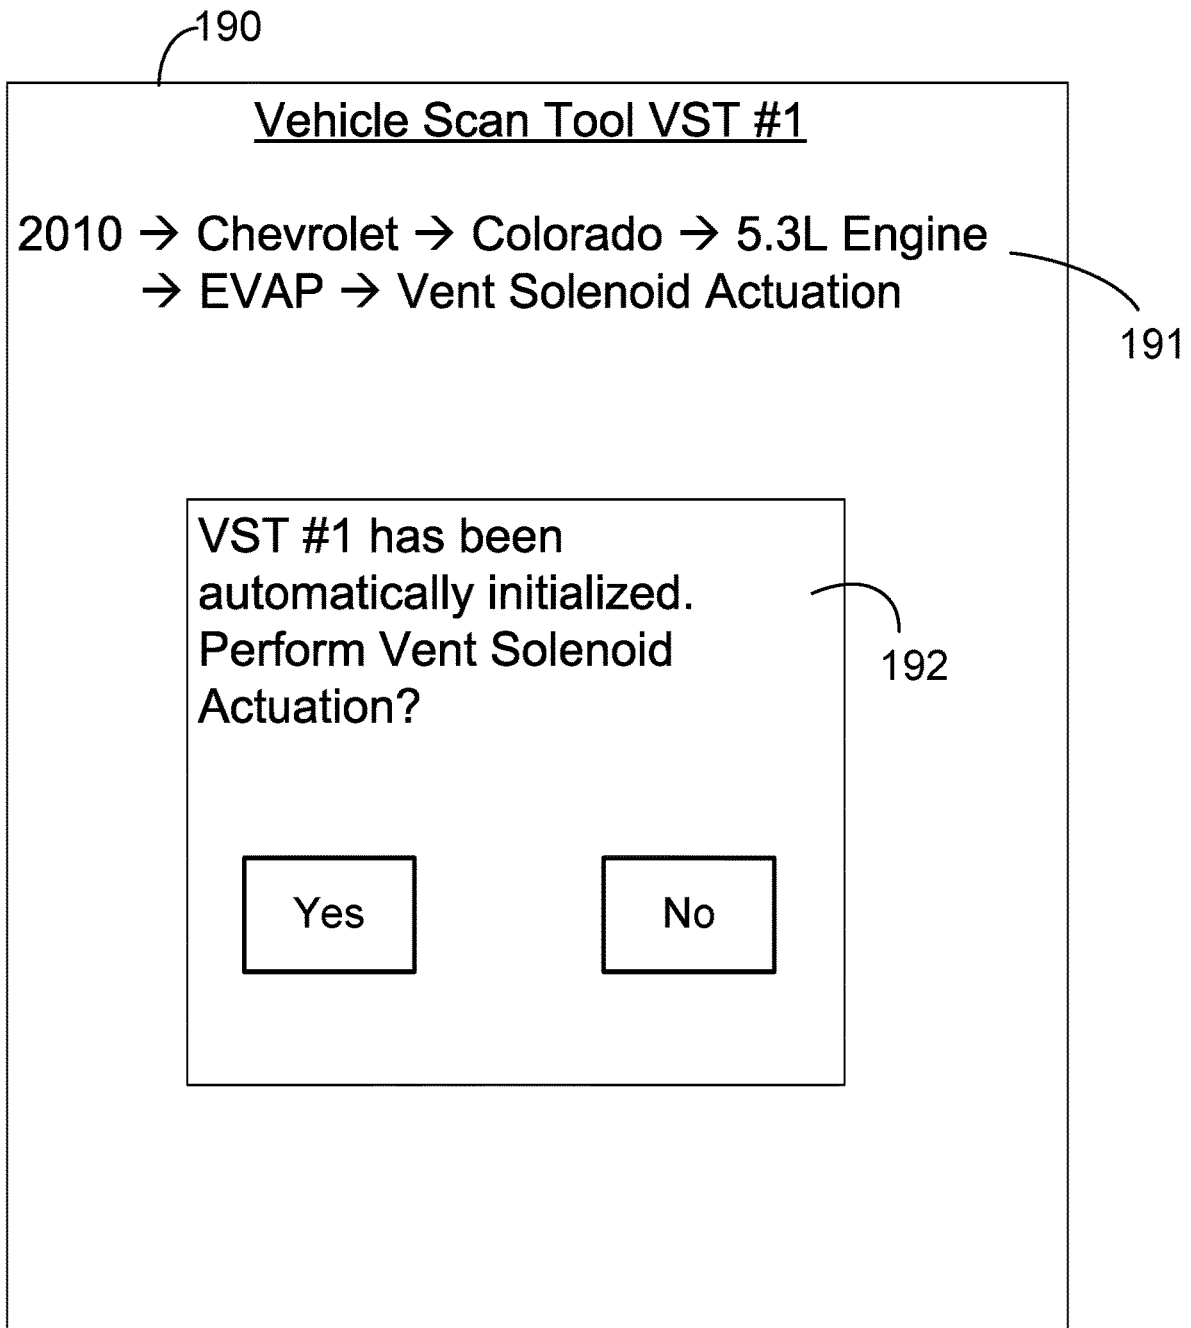 190
Vehicle Scan Tool VST #1
2010 → Chevrolet → Colorado → 5.3L Engine
→ EVAP → Vent Solenoid Actuation
191
VST #1 has been
automatically initialized.
Perform Vent Solenoid
Actuation?
192
Yes
No